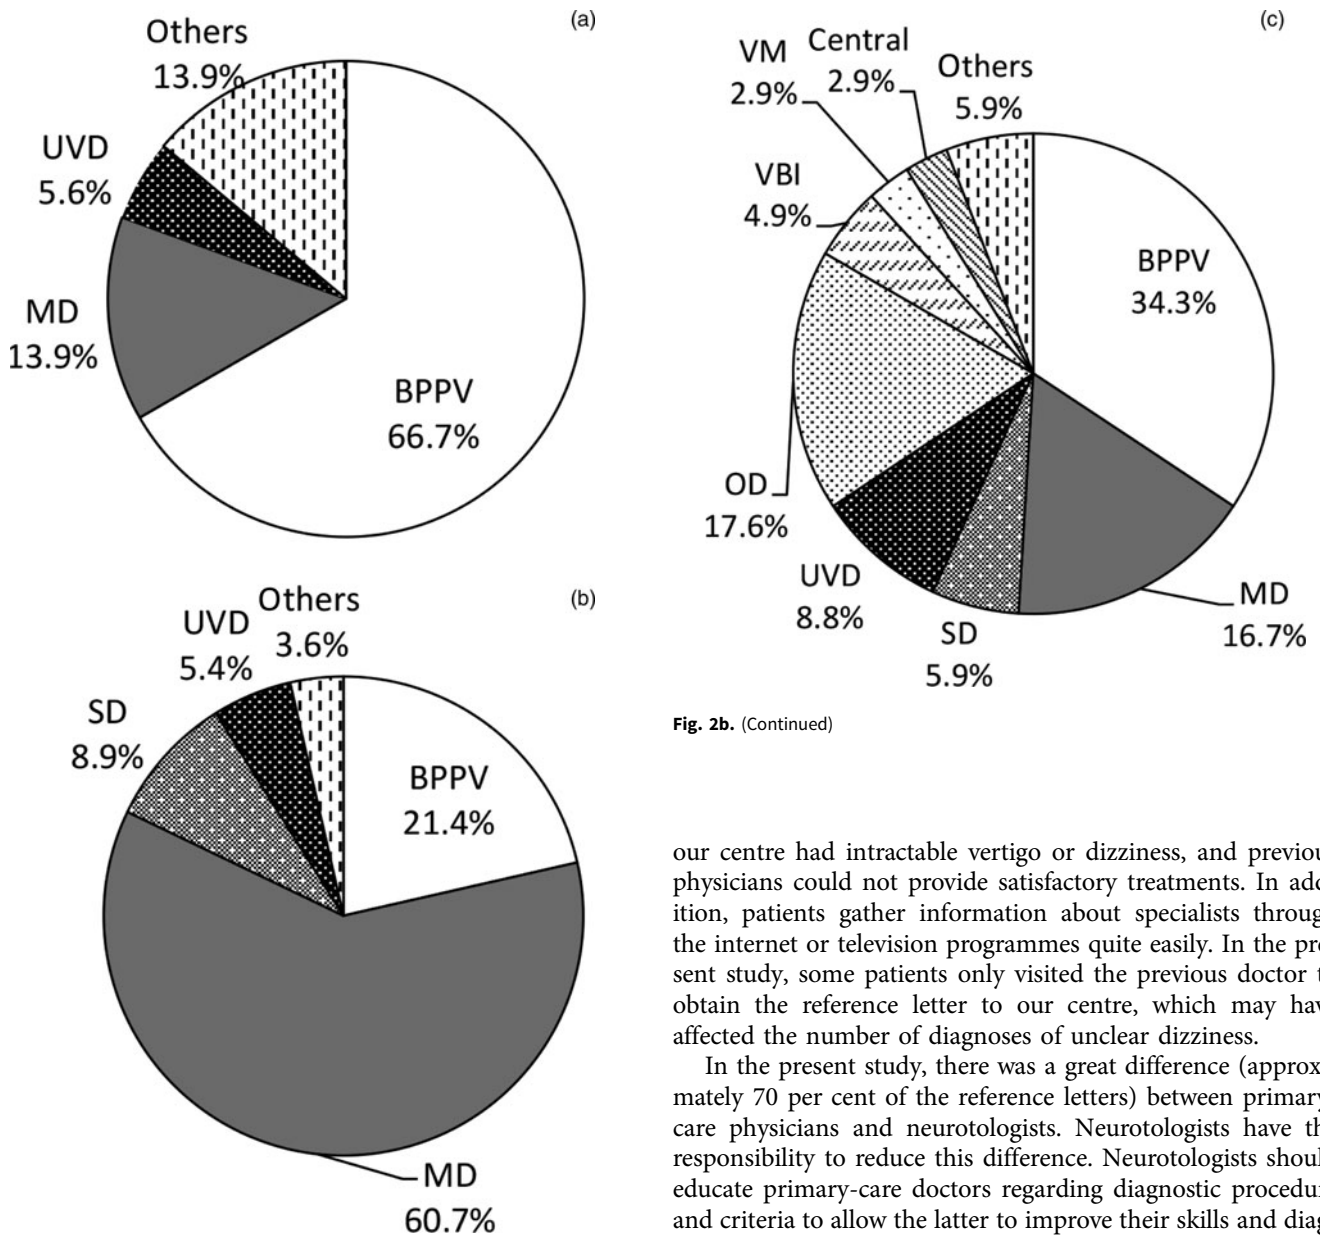 (a)
Others
13.9%
UVD
5.6%
MD
13.9%
BPPV
66.7%
(b)
Others
3.6%
UVD
5.4%
SD
8.9%
BPPV
21.4%
MD
60.7%
(c)
VM
2.9%
Central
2.9%
Others
5.9%
VBI
4.9%
BPPV
34.3%
OD
17.6%
UVD
8.8%
SD
5.9%
MD
16.7%
Fig. 2b. (Continued)
our centre had intractable vertigo or dizziness, and previou
physicians could not provide satisfactory treatments. In add
ition, patients gather information about specialists throug
the internet or television programmes quite easily. In the pre
sent study, some patients only visited the previous doctor t
obtain the reference letter to our centre, which may hav
affected the number of diagnoses of unclear dizziness.
In the present study, there was a great difference (approx
mately 70 per cent of the reference letters) between primary
care physicians and neurotologists. Neurotologists have th
responsibility to reduce this difference. Neurotologists shoul
educate primary-care doctors regarding diagnostic procedur
and criteria to allow the latter to improve their skills and diag